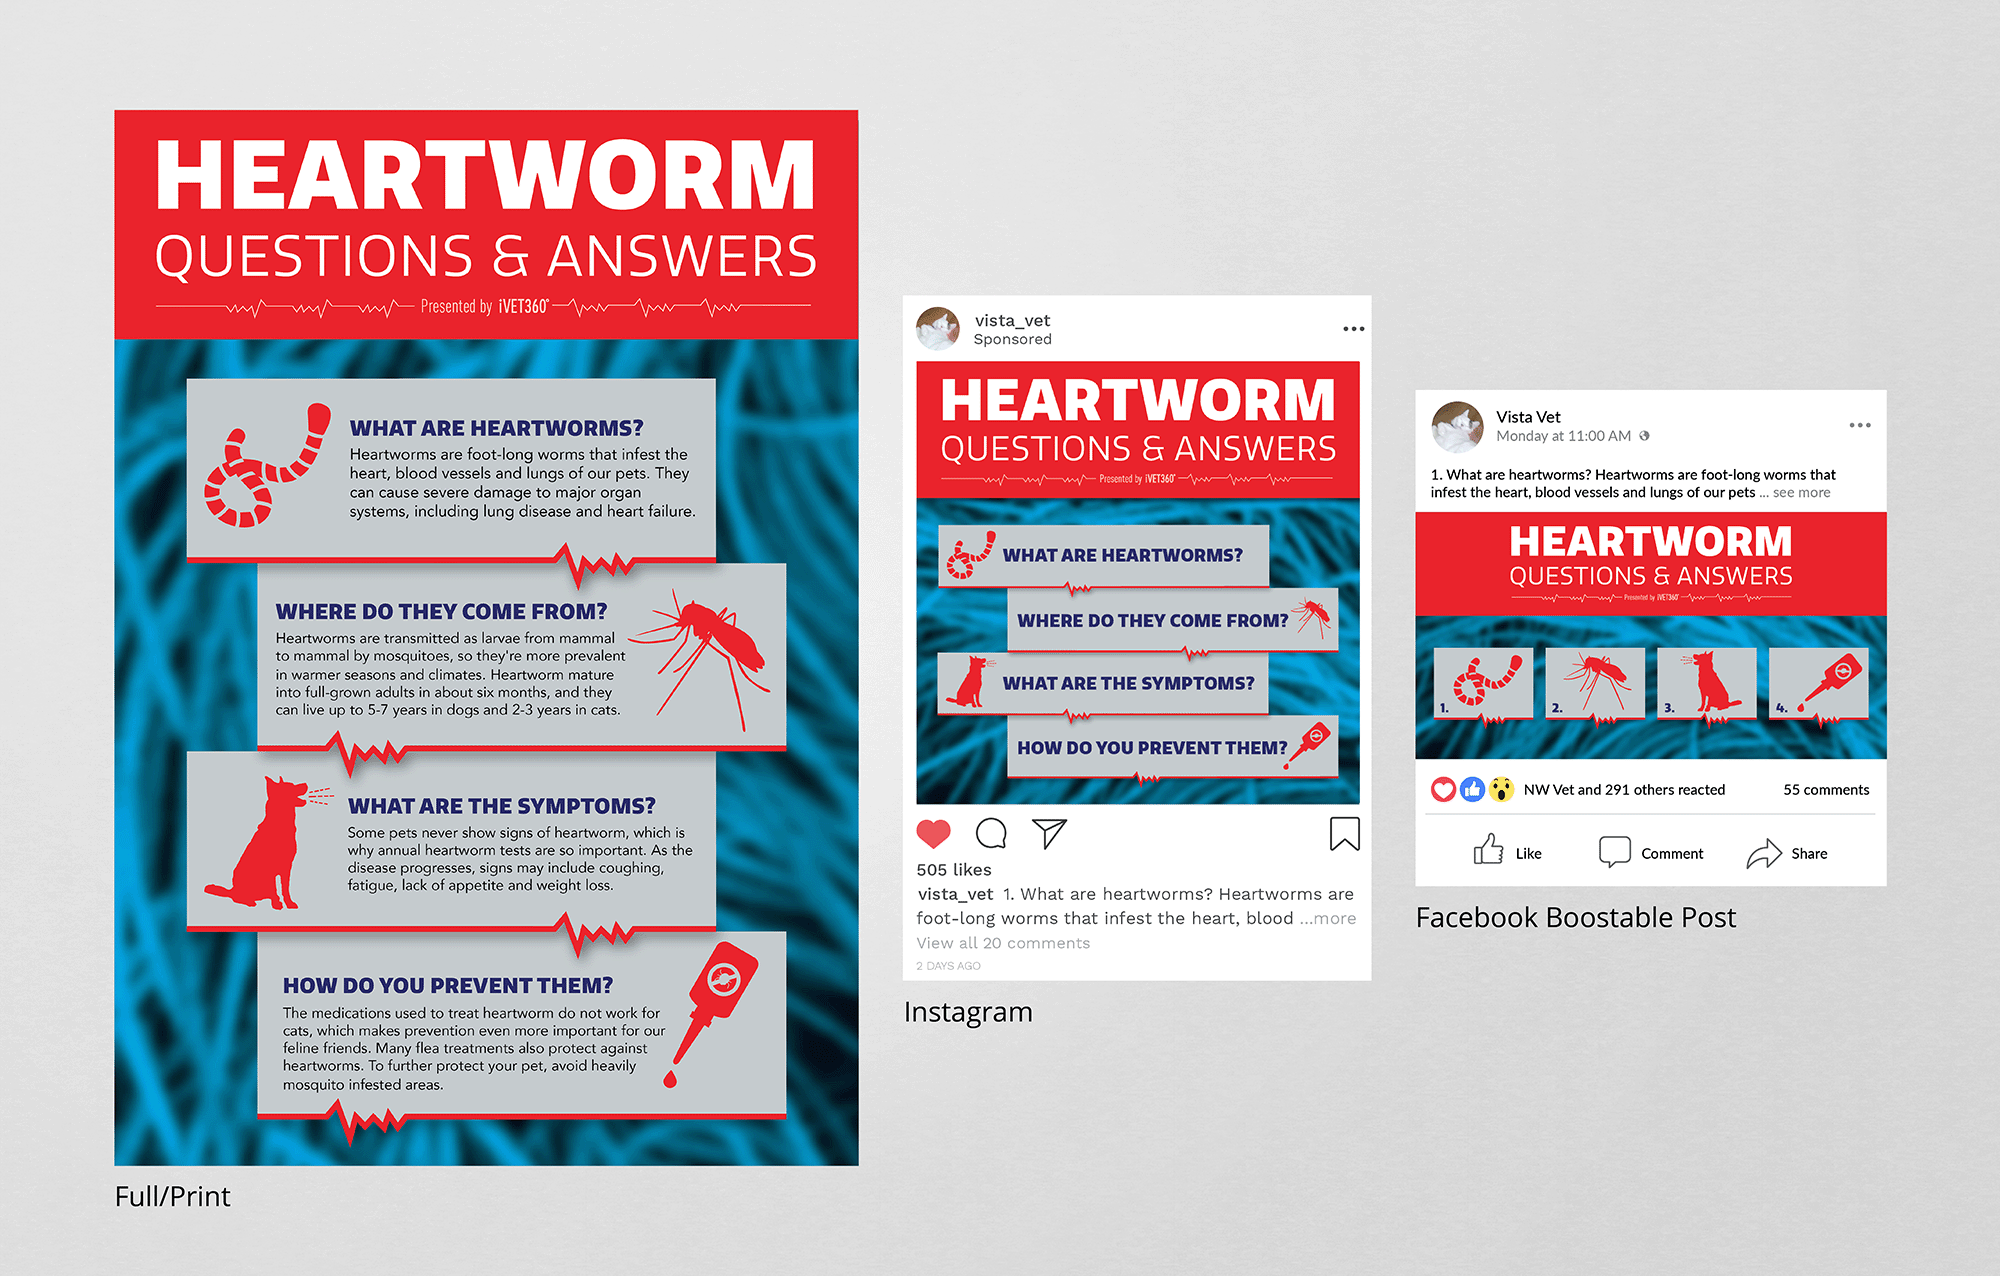 HEARTWORM
QUESTIONS & ANSWERS
Presented by iVET360°
WHAT ARE HEARTWORMS?
Heartworms are foot-long worms that infest the
heart, blood vessels and lungs of our pets. They
can cause severe damage to major organ
systems, including lung disease and heart failure.
WHERE DO THEY COME FROM?
Heartworms are transmitted as larvae from mammal
to mammal by mosquitoes, so they're more prevalent
in warmer seasons and climates. Heartworm mature
into full-grown adults in about six months, and they
can live up to 5-7 years in dogs and 2-3 years in cats.
WHAT ARE THE SYMPTOMS?
Some pets never show signs of heartworm, which is
why annual heartworm tests are so important. As the
disease progresses, signs may include coughing,
fatigue, lack of appetite and weight loss.
HOW DO YOU PREVENT THEM?
The medications used to treat heartworm do not work for
cats, which makes prevention even more important for our
feline friends. Many flea treatments also protect against
heartworms. To further protect your pet, avoid heavily
mosquito infested areas.
Full/Print
vista_vet
Sponsored
HEARTWORM
QUESTIONS & ANSWERS
Presented by iVET360°
WHAT ARE HEARTWORMS?
WHERE DO THEY COME FROM?
WHAT ARE THE SYMPTOMS?
HOW DO YOU PREVENT THEM?
505 likes
vista_vet 1. What are heartworms? Heartworms are
foot-long worms that infest the heart, blood ...more
View all 20 comments
2 DAYS AGO
Instagram
Vista Vet
Monday at 11:00 AM
1. What are heartworms? Heartworms are foot-long worms that
infest the heart, blood vessels and lungs of our pets ... see more
HEARTWORM
QUESTIONS & ANSWERS
Presented by iVET360°
1. 2. 3. 4.
NW Vet and 291 others reacted 55 comments
Like Comment Share
Facebook Boostable Post